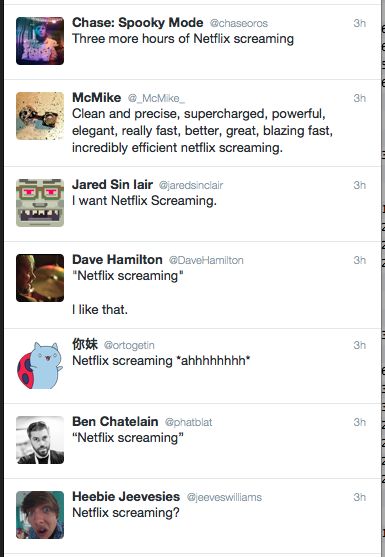 Chase: Spooky Mode @chaseoros 3h
Three more hours of Netflix screaming
McMike @_McMike_ 3h
Clean and precise, supercharged, powerful,
elegant, really fast, better, great, blazing fast,
incredibly efficient netflix screaming.
Jared Sin lair @jaredsinclair 3h
I want Netflix Screaming.
Dave Hamilton @DaveHamilton 3h
"Netflix screaming"
I like that.
你妹 @ortogetin 3h
Netflix screaming *ahhhhhhhh*
Ben Chatelain @phatblat 3h
“Netflix screaming”
Heebie Jeevesies @jeeveswilliams 3h
Netflix screaming?